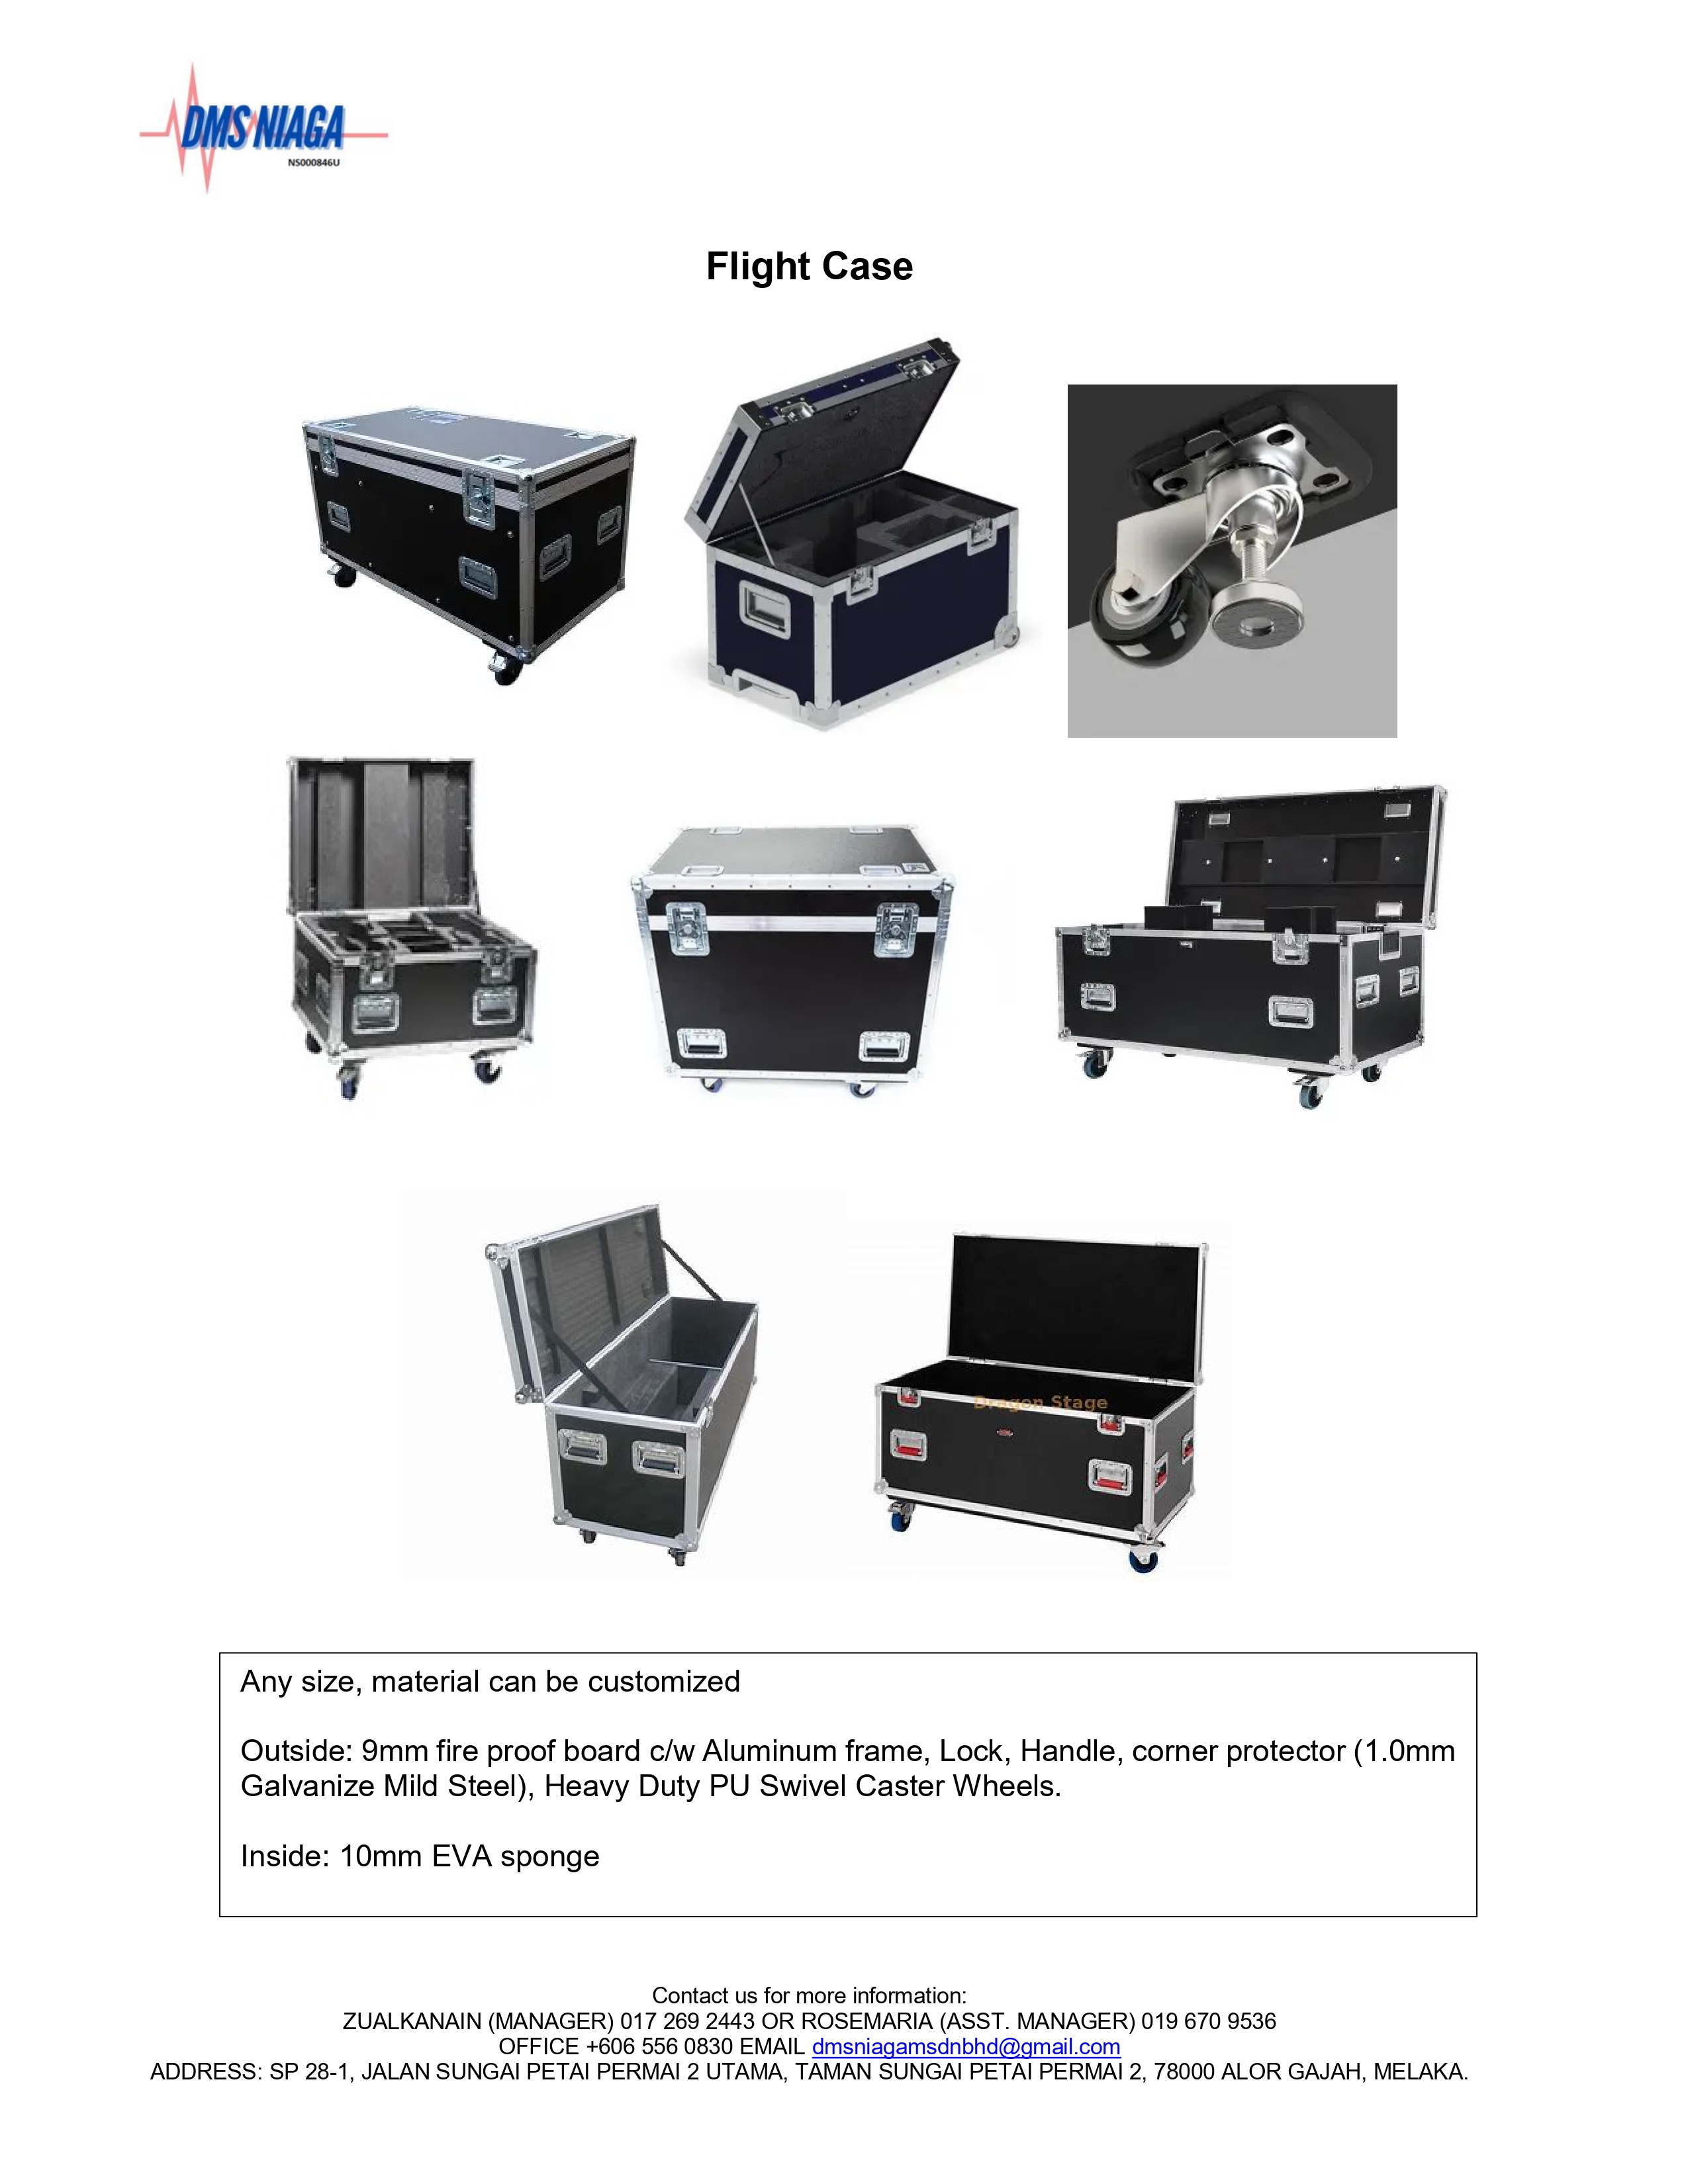 DMS NIAGA
NS000846U
Flight Case
Dragon Stage
Any size, material can be customized
Outside: 9mm fire proof board c/w Aluminum frame, Lock, Handle, corner protector (1.0mm
Galvanize Mild Steel), Heavy Duty PU Swivel Caster Wheels.
Inside: 10mm EVA sponge
Contact us for more information:
ZUALKANAIN (MANAGER) 017 269 2443 OR ROSEMARIA (ASST. MANAGER) 019 670 9536
OFFICE +606 556 0830 EMAIL dmsniagamsdnbhd@gmail.com
ADDRESS: SP 28-1, JALAN SUNGAI PETAI PERMAI 2 UTAMA, TAMAN SUNGAI PETAI PERMAI 2, 78000 ALOR GAJAH, MELAKA.